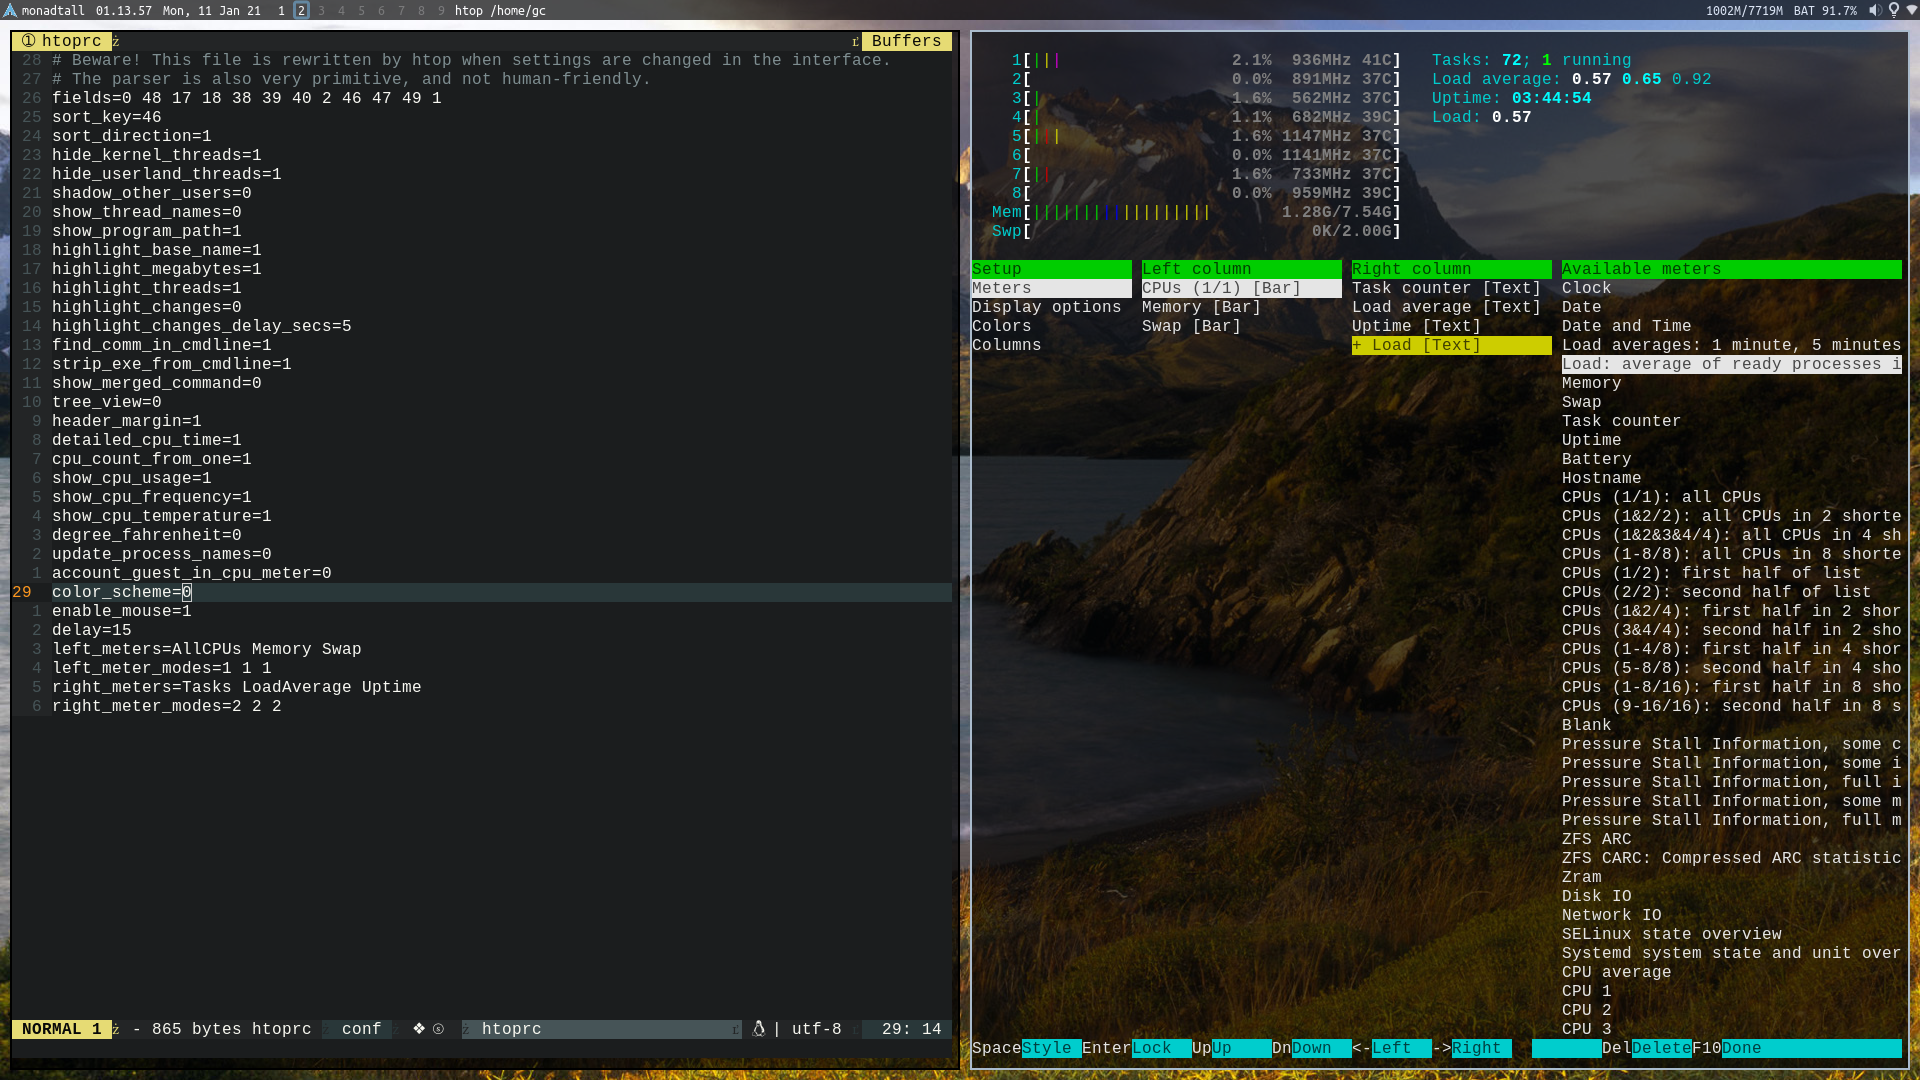 monadtall 01.13.57 Mon, 11 Jan 21 1 2 3 4 5 6 7 8 9 htop /home/gc 1002M/7719M BAT 91.7%
① htoprc ż ľ Buffers
28 # Beware! This file is rewritten by htop when settings are changed in the interface.
27 # The parser is also very primitive, and not human-friendly.
26 fields=0 48 17 18 38 39 40 2 46 47 49 1
25 sort_key=46
24 sort_direction=1
23 hide_kernel_threads=1
22 hide_userland_threads=1
21 shadow_other_users=0
20 show_thread_names=0
19 show_program_path=1
18 highlight_base_name=1
17 highlight_megabytes=1
16 highlight_threads=1
15 highlight_changes=0
14 highlight_changes_delay_secs=5
13 find_comm_in_cmdline=1
12 strip_exe_from_cmdline=1
11 show_merged_command=0
10 tree_view=0
9 header_margin=1
8 detailed_cpu_time=1
7 cpu_count_from_one=1
6 show_cpu_usage=1
5 show_cpu_frequency=1
4 show_cpu_temperature=1
3 degree_fahrenheit=0
2 update_process_names=0
1 account_guest_in_cpu_meter=0
29 color_scheme=0
1 enable_mouse=1
2 delay=15
3 left_meters=AllCPUs Memory Swap
4 left_meter_modes=1 1 1
5 right_meters=Tasks LoadAverage Uptime
6 right_meter_modes=2 2 2
NORMAL 1 ż - 865 bytes htoprc conf ❖ ⓢ ż htoprc | utf-8 29: 14
1[||| 2.1% 936MHz 41C]
2[ 0.0% 891MHz 37C]
3[| 1.6% 562MHz 37C]
4[| 1.1% 682MHz 39C]
5[||| 1.6% 1147MHz 37C]
6[ 0.0% 1141MHz 37C]
7[|| 1.6% 733MHz 37C]
8[ 0.0% 959MHz 39C]
Mem[|||||||||||||||||| 1.28G/7.54G]
Swp[ 0K/2.00G]
Tasks: 72; 1 running
Load average: 0.57 0.65 0.92
Uptime: 03:44:54
Load: 0.57
Setup
Meters
Display options
Colors
Columns
Left column
CPUs (1/1) [Bar]
Memory [Bar]
Swap [Bar]
Right column
Task counter [Text]
Load average [Text]
Uptime [Text]
+ Load [Text]
Available meters
Clock
Date
Date and Time
Load averages: 1 minute, 5 minutes
Load: average of ready processes i
Memory
Swap
Task counter
Uptime
Battery
Hostname
CPUs (1/1): all CPUs
CPUs (1&2/2): all CPUs in 2 shorte
CPUs (1&2&3&4/4): all CPUs in 4 sh
CPUs (1-8/8): all CPUs in 8 shorte
CPUs (1/2): first half of list
CPUs (2/2): second half of list
CPUs (1&2/4): first half in 2 shor
CPUs (3&4/4): second half in 2 sho
CPUs (1-4/8): first half in 4 shor
CPUs (5-8/8): second half in 4 sho
CPUs (1-8/16): first half in 8 sho
CPUs (9-16/16): second half in 8 s
Blank
Pressure Stall Information, some c
Pressure Stall Information, some i
Pressure Stall Information, full i
Pressure Stall Information, some m
Pressure Stall Information, full m
ZFS ARC
ZFS CARC: Compressed ARC statistic
Zram
Disk IO
Network IO
SELinux state overview
Systemd system state and unit over
CPU average
CPU 1
CPU 2
CPU 3
SpaceStyle EnterLock UpUp DnDown <-Left ->Right DelDeleteF10Done